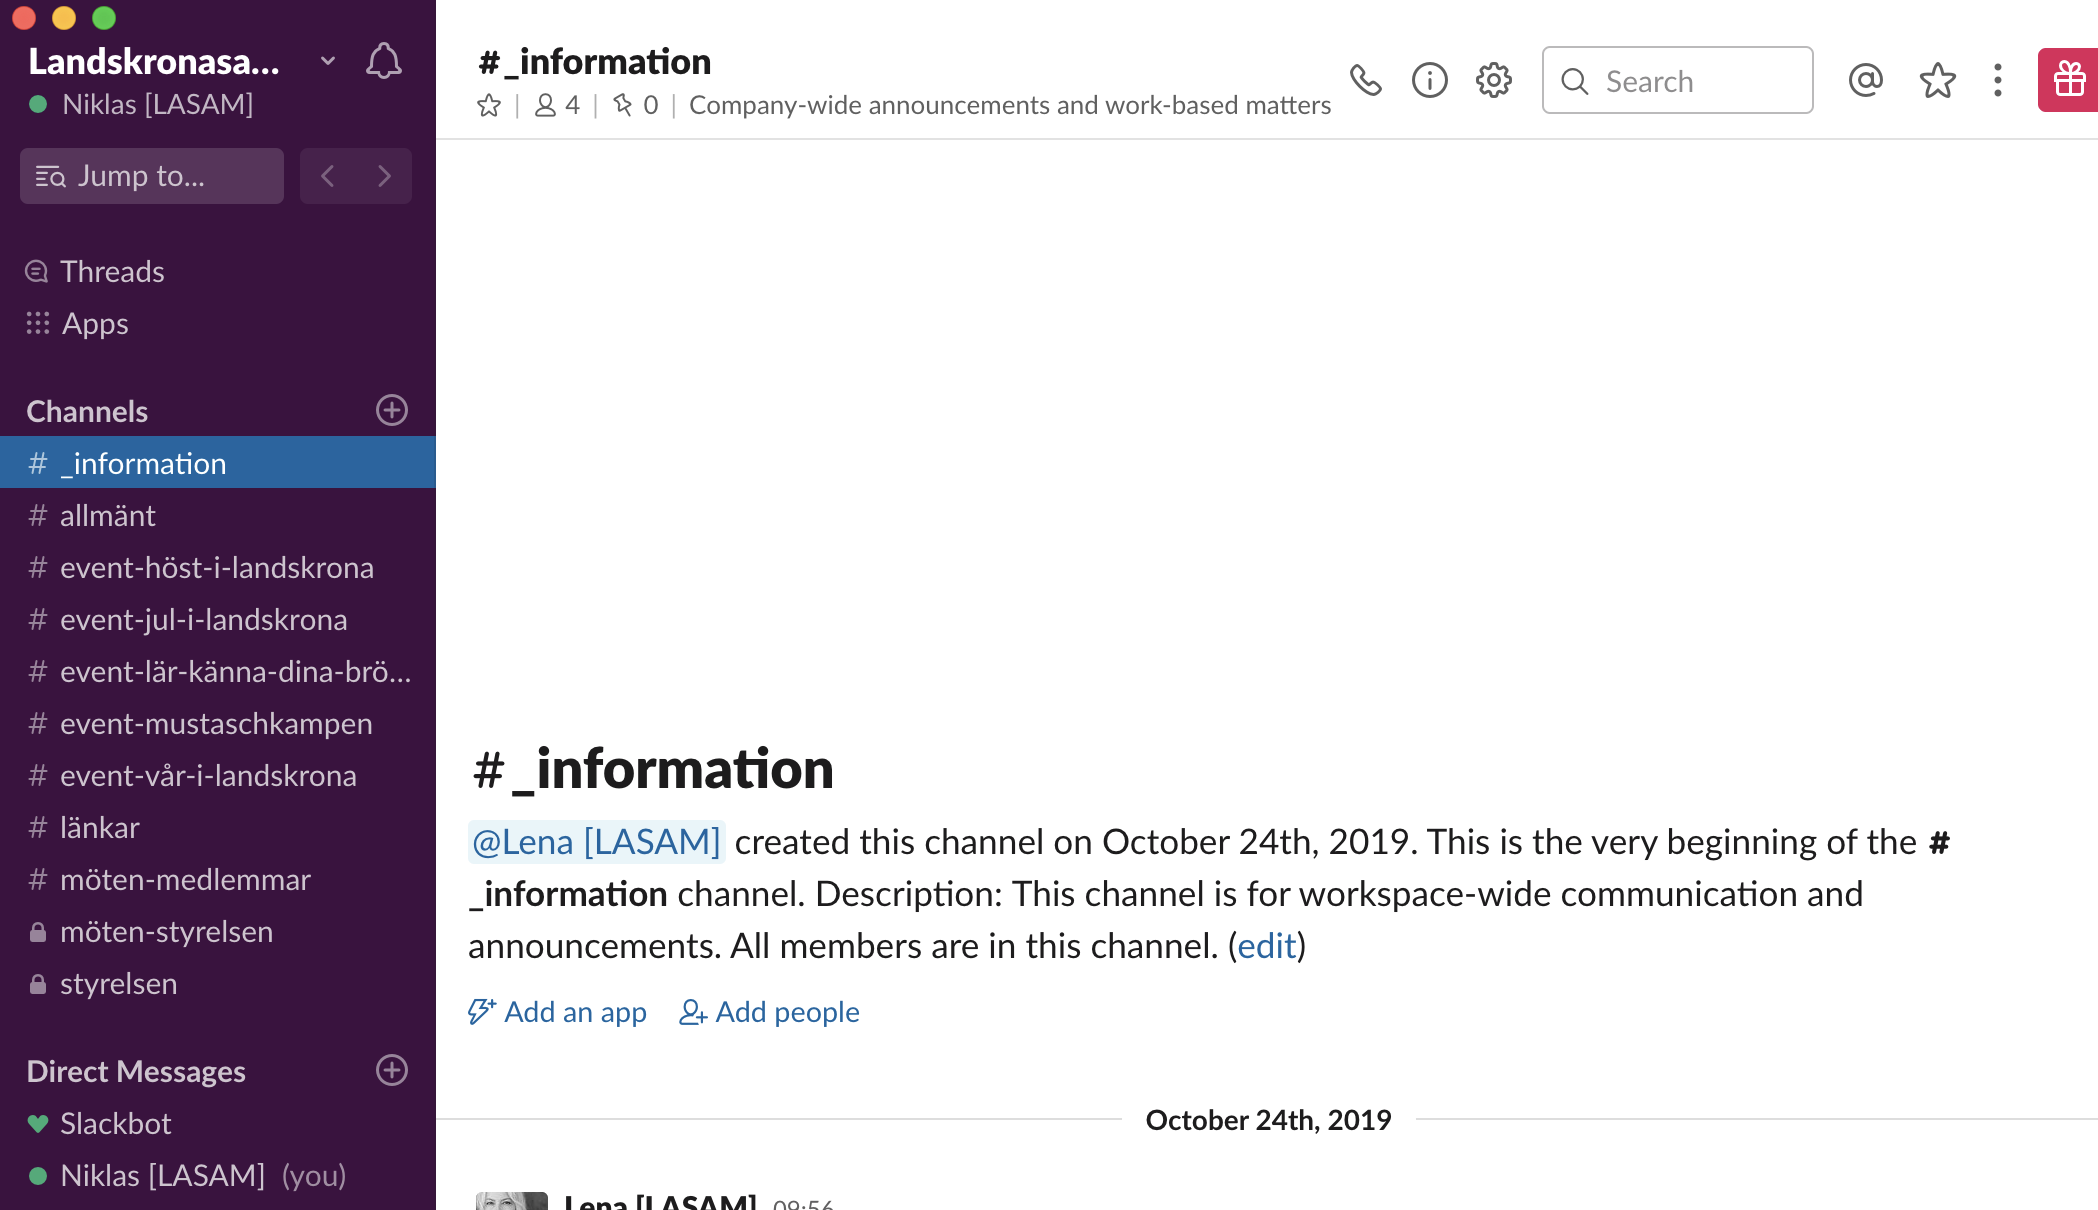 Landskronasa...
Niklas [LASAM]
Jump to...
Threads
Apps
Channels
# _information
# allmänt
# event-höst-i-landskrona
# event-jul-i-landskrona
# event-lär-känna-dina-brö...
# event-mustaschkampen
# event-vår-i-landskrona
# länkar
# möten-medlemmar
möten-styrelsen
styrelsen
Direct Messages
Slackbot
Niklas [LASAM] (you)
#_information
4 | 0 | Company-wide announcements and work-based matters
Search
#_information
@Lena [LASAM] created this channel on October 24th, 2019. This is the very beginning of the #
_information channel. Description: This channel is for workspace-wide communication and
announcements. All members are in this channel. (edit)
Add an app Add people
October 24th, 2019
Lena [LASAM] 09:56